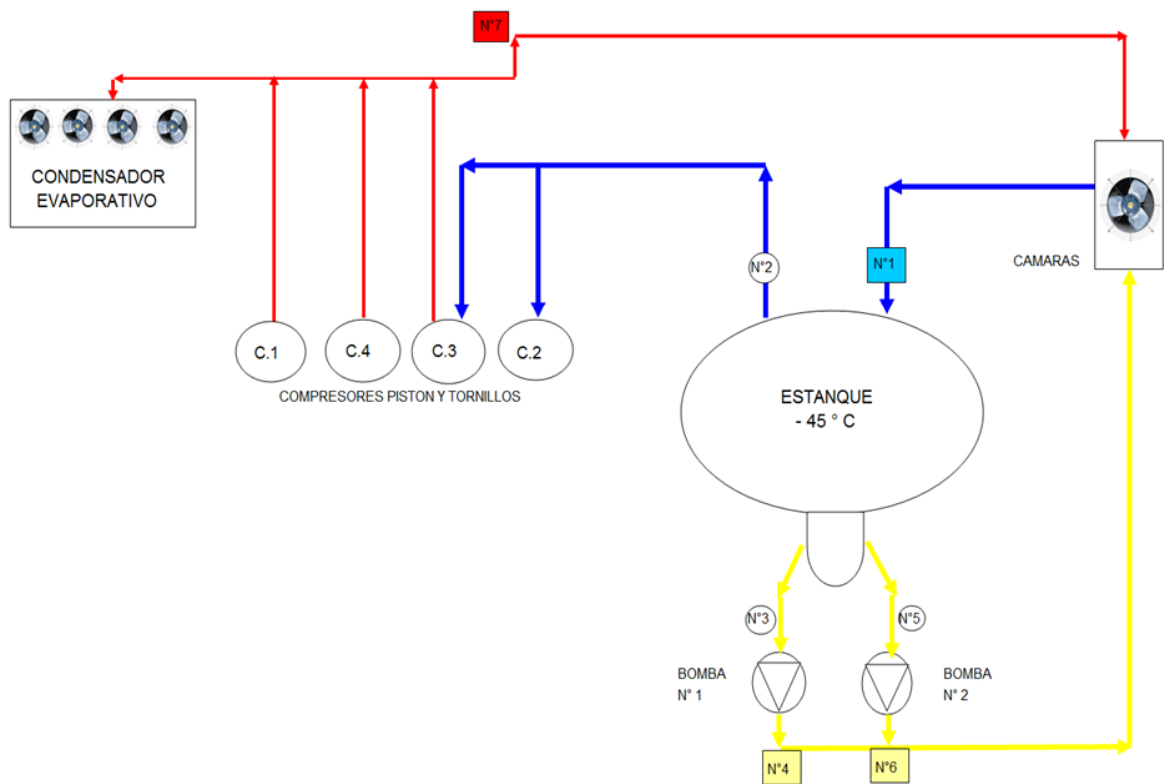 N°7
CONDENSADOR
EVAPORATIVO
N°2
N°1
CAMARAS
C.1
C.4
C.3
C.2
COMPRESORES PISTON Y TORNILLOS
ESTANQUE
- 45 ° C
N°3
N°5
BOMBA
N° 1
BOMBA
N° 2
N°4
N°6